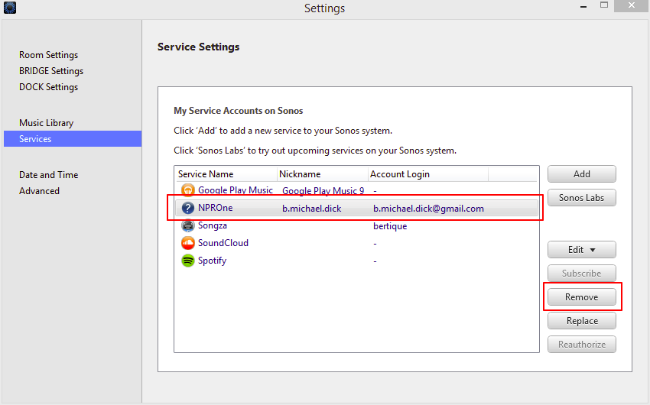 Settings
Room Settings
BRIDGE Settings
DOCK Settings
Music Library
Services
Date and Time
Advanced
Service Settings
My Service Accounts on Sonos
Click 'Add' to add a new service to your Sonos system.
Click 'Sonos Labs' to try out upcoming services on your Sonos system.
Service Name Nickname Account Login
Google Play Music Google Play Music 9 -
NPROne b.michael.dick b.michael.dick@gmail.com
Songza bertique
SoundCloud -
Spotify -
Add
Sonos Labs
Edit
Subscribe
Remove
Replace
Reauthorize